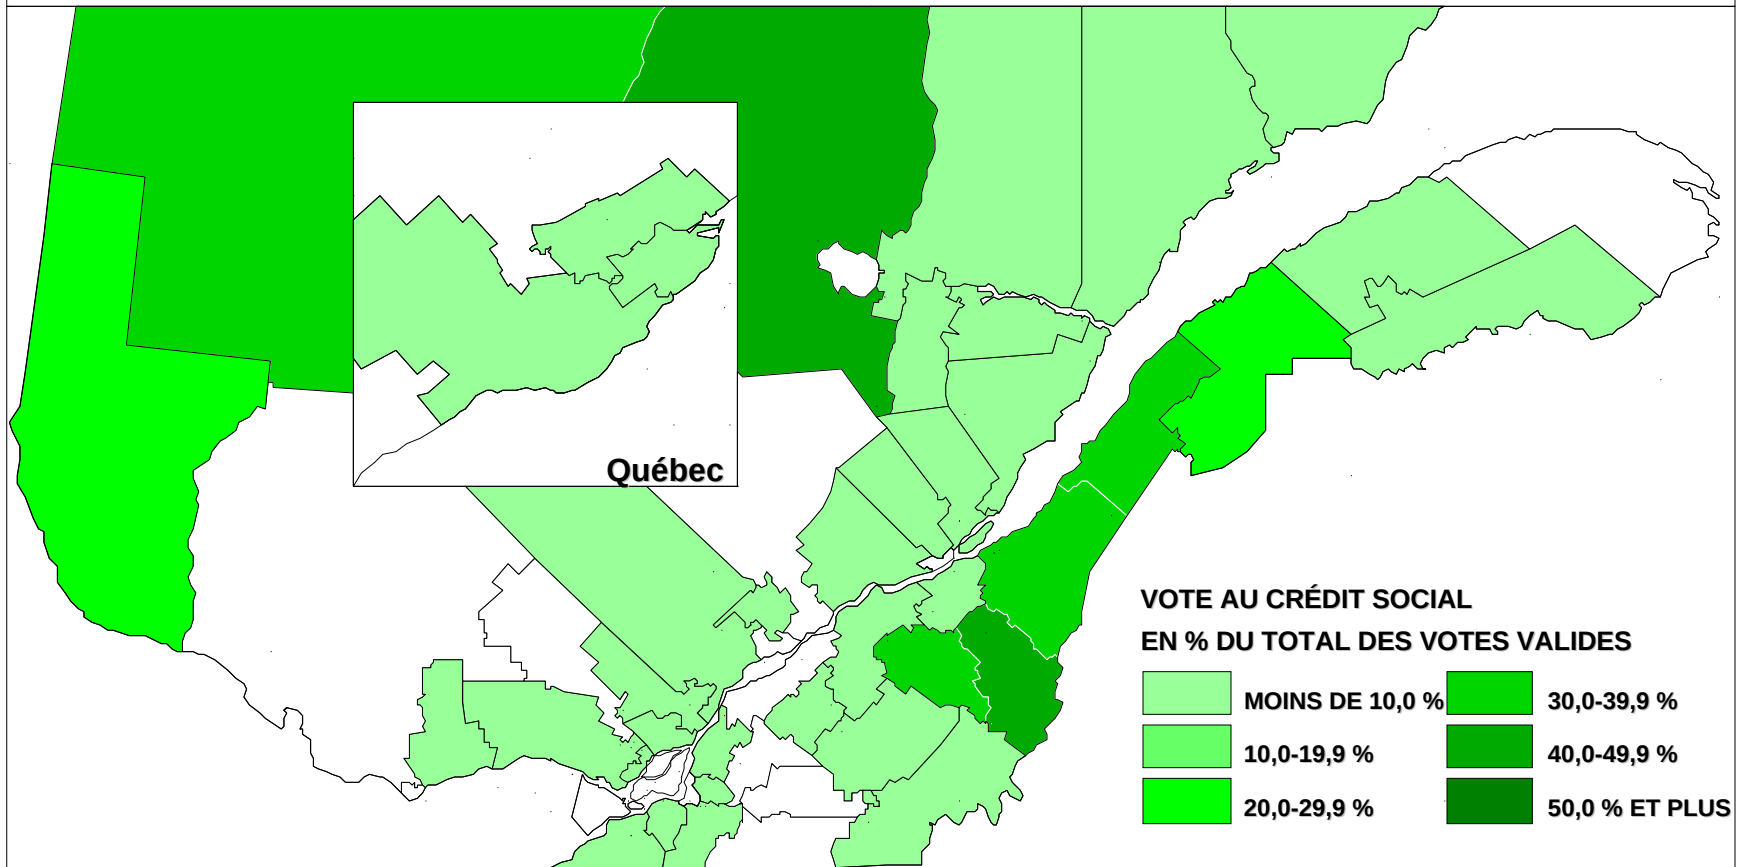 Québec
VOTE AU CRÉDIT SOCIAL
EN % DU TOTAL DES VOTES VALIDES
MOINS DE 10,0 %
10,0-19,9 %
20,0-29,9 %
30,0-39,9 %
40,0-49,9 %
50,0 % ET PLUS